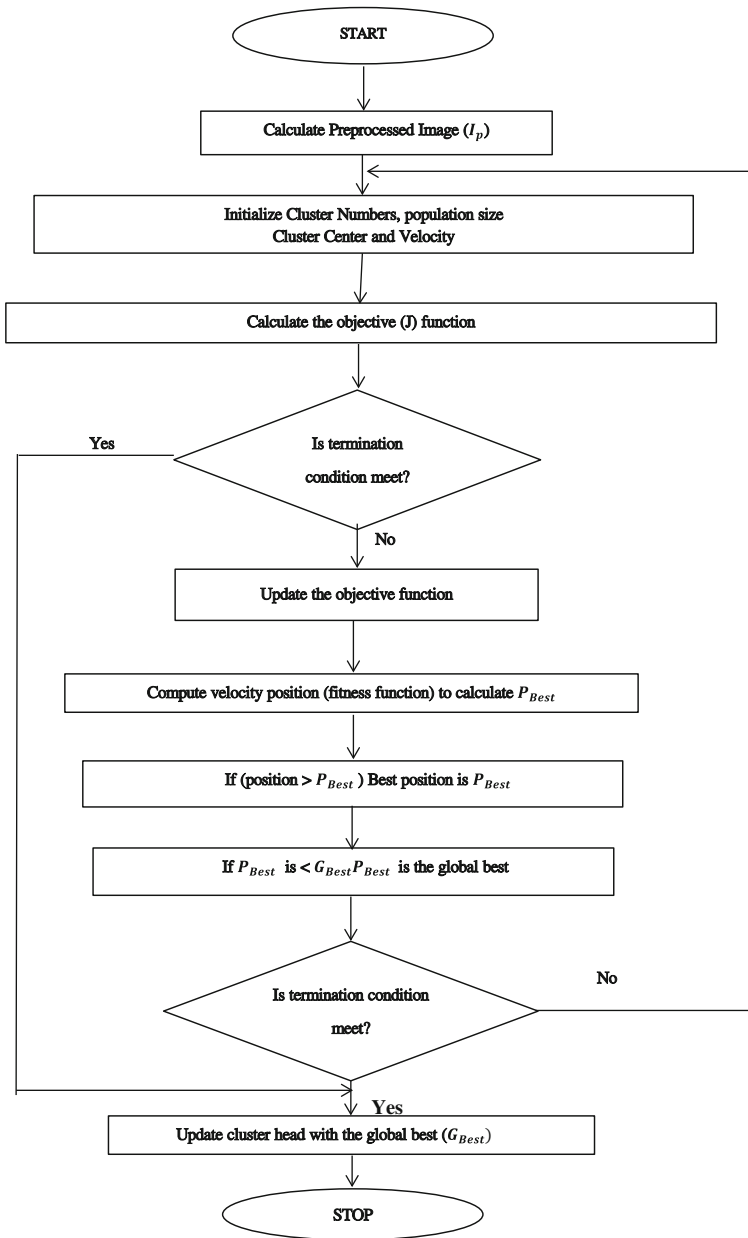 START
Calculate Preprocessed Image (I_p)
Initialize Cluster Numbers, population size
Cluster Center and Velocity
Calculate the objective (J) function
Yes
Is termination
condition meet?
No
Update the objective function
Compute velocity position (fitness function) to calculate P_Best
If (position > P_Best ) Best position is P_Best
If P_Best is < G_Best P_Best is the global best
No
Is termination condition
meet?
Yes
Update cluster head with the global best (G_Best)
STOP